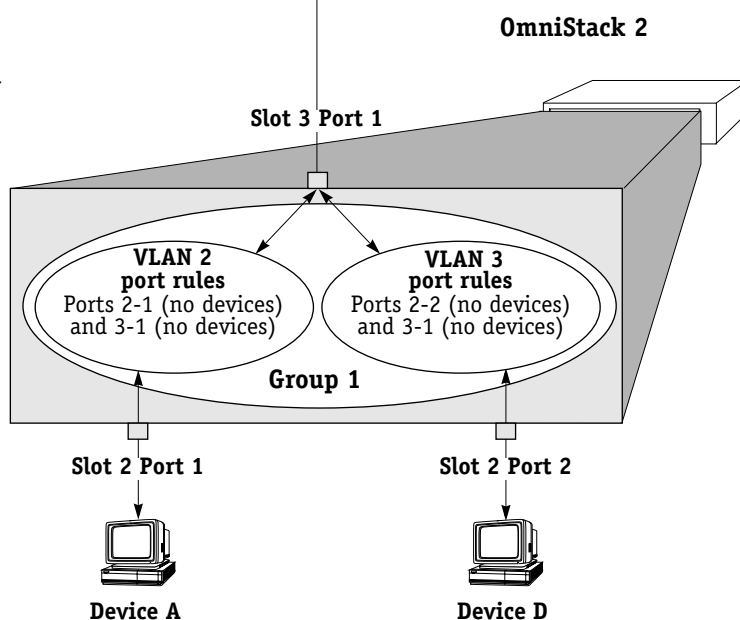 OmniStack 2
Slot 3 Port 1
VLAN 2
port rules
Ports 2-1 (no devices)
and 3-1 (no devices)
VLAN 3
port rules
Ports 2-2 (no devices)
and 3-1 (no devices)
Group 1
Slot 2 Port 1
Slot 2 Port 2
Device A
Device D